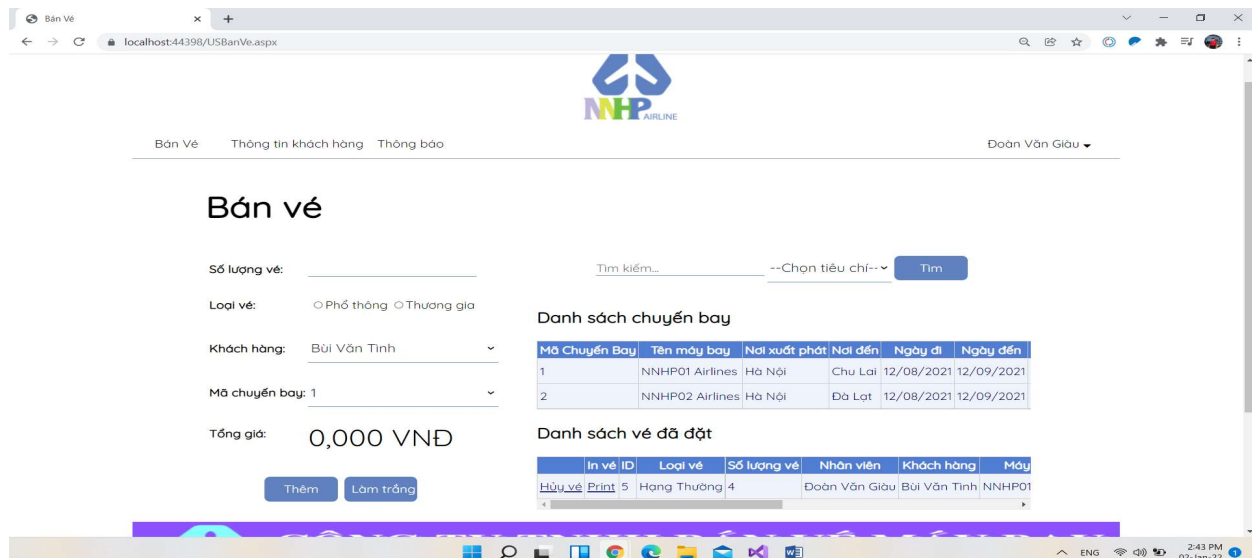 Bán Vé
localhost:44398/USBanVe.aspx
NNHP AIRLINE
Bán Vé Thông tin khách hàng Thông báo Đoàn Văn Giàu
Bán vé
Số lượng vé:
Tìm kiếm... --Chọn tiêu chí-- Tìm
Loại vé: Phổ thông Thương gia
Danh sách chuyến bay
Khách hàng: Bùi Văn Tình
Mã Chuyến Bay Tên máy bay Nơi xuất phát Nơi đến Ngày đi Ngày đến
1 NNHP01 Airlines Hà Nội Chu Lai 12/08/2021 12/09/2021
2 NNHP02 Airlines Hà Nội Đà Lạt 12/08/2021 12/09/2021
Mã chuyến bay: 1
Tổng giá: 0,000 VNĐ
Danh sách vé đã đặt
In vé ID Loại vé Số lượng vé Nhân viên Khách hàng Máy
Hủy vé Print 5 Hạng Thường 4 Đoàn Văn Giàu Bùi Văn Tình NNHP01
Thêm Làm trắng
ENG 2:43 PM
02-Jan-22 1